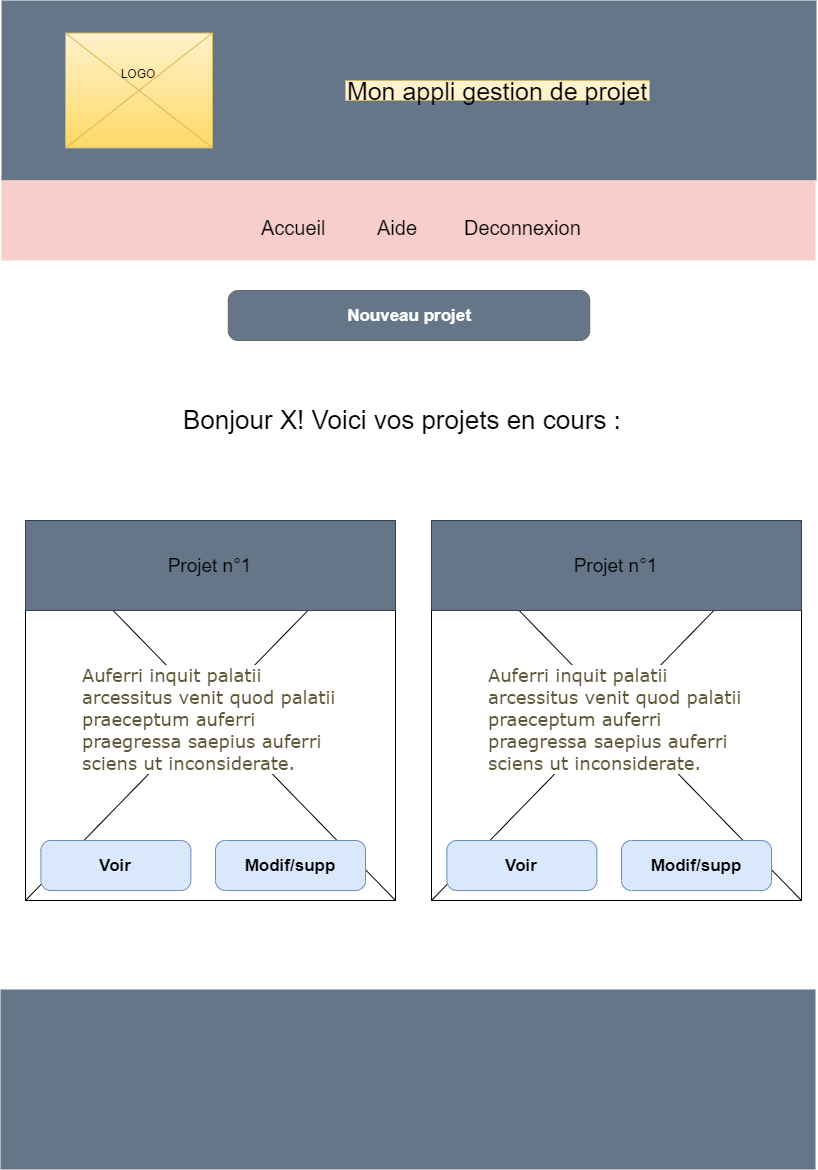 LOGO
Mon appli gestion de projet
Accueil Aide Deconnexion
Nouveau projet
Bonjour X! Voici vos projets en cours :
Projet n°1
Auferri inquit palatii
arcessitus venit quod palatii
praeceptum auferri
praegressa saepius auferri
sciens ut inconsiderate.
Voir Modif/supp
Projet n°1
Auferri inquit palatii
arcessitus venit quod palatii
praeceptum auferri
praegressa saepius auferri
sciens ut inconsiderate.
Voir Modif/supp